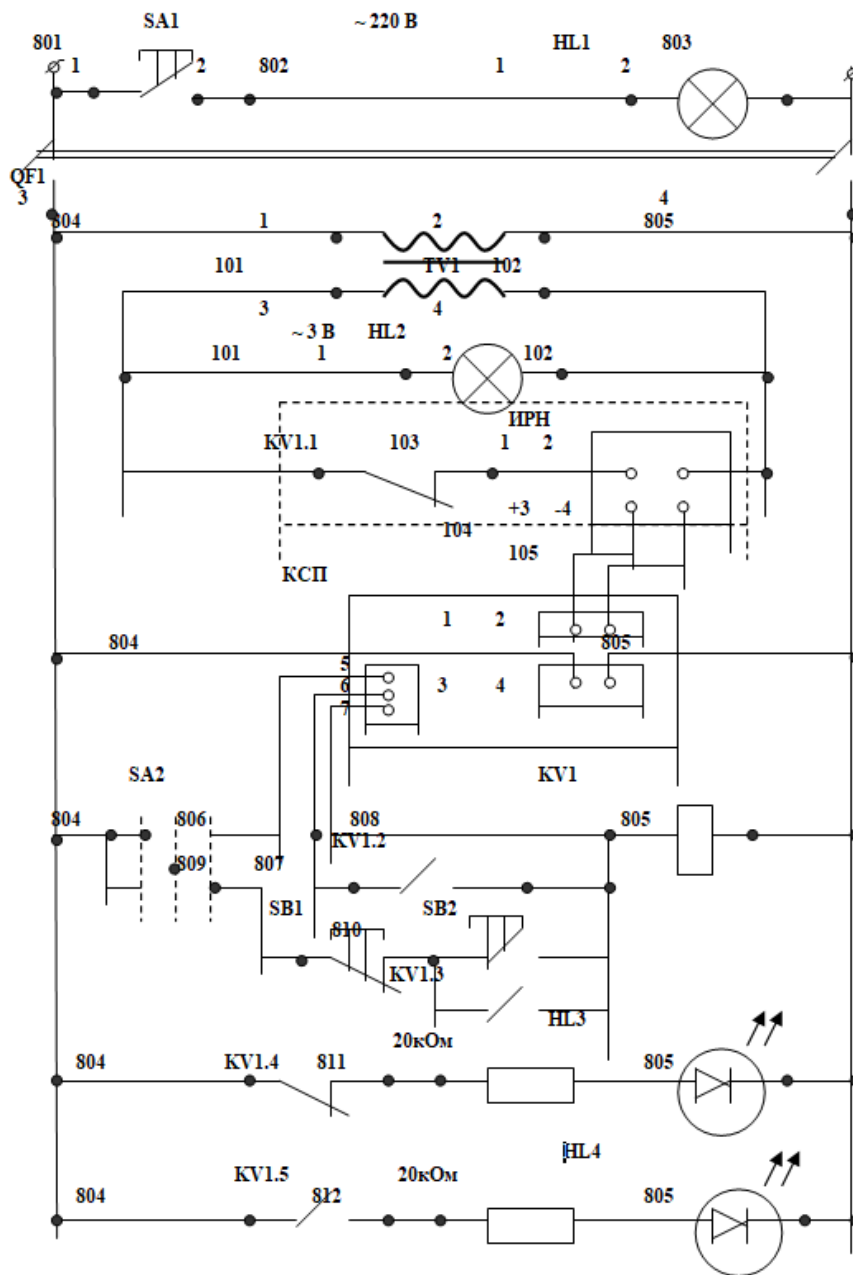 SA1 ~ 220 В
801 HL1 803
1 2 802 1 2
QF1
3 4
804 1 2 805
101 TV1 102
3 4
~ 3 В HL2
101 1 2 102
ИРН
KV1.1 103 1 2
+3 -4
104
105
КСП
1 2
804 805
5
6 3 4
7
SA2 KV1
804 806 808 805
KV1.2
809 807
SB1 SB2
810
KV1.3
HL3
20кОм
804 KV1.4 811 805
HL4
KV1.5 20кОм
804 812 805